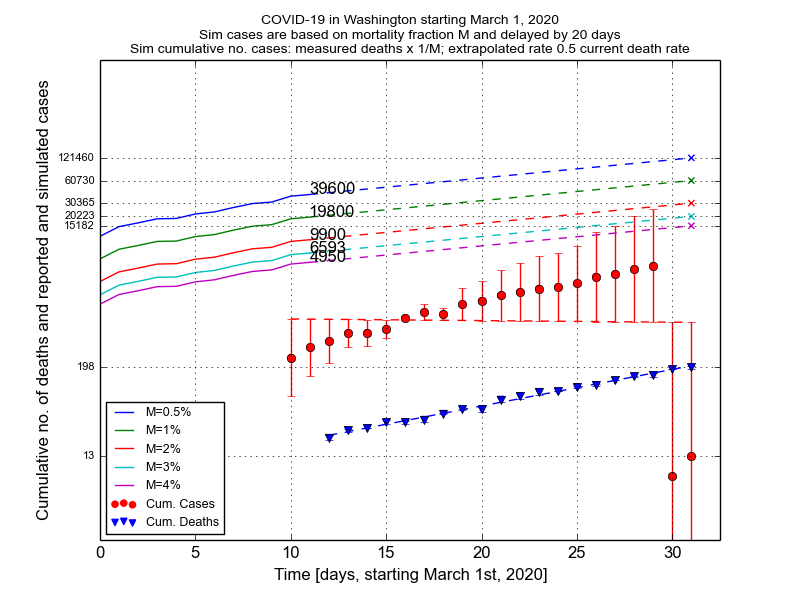 COVID-19 in Washington starting March 1, 2020
Sim cases are based on mortality fraction M and delayed by 20 days
Sim cumulative no. cases: measured deaths x 1/M; extrapolated rate 0.5 current death rate
Cumulative no. of deaths and reported and simulated cases
121460
60730
30365
20223
15182
198
13
39600
19800
9900
6593
4950
M=0.5%
M=1%
M=2%
M=3%
M=4%
Cum. Cases
Cum. Deaths
0 5 10 15 20 25 30
Time [days, starting March 1st, 2020]